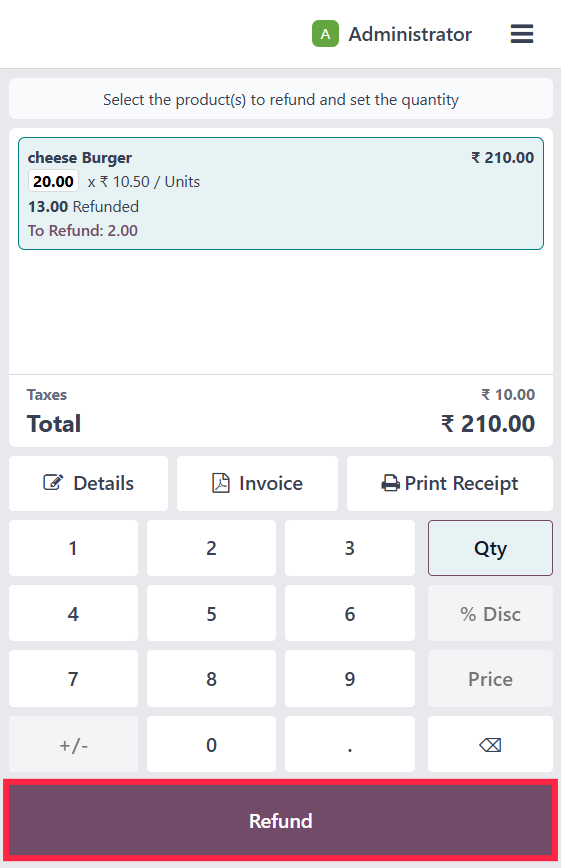 A Administrator
Select the product(s) to refund and set the quantity
cheese Burger ₹ 210.00
20.00 x ₹ 10.50 / Units
13.00 Refunded
To Refund: 2.00
Taxes ₹ 10.00
Total ₹ 210.00
Details Invoice Print Receipt
1 2 3 Qty
4 5 6 % Disc
7 8 9 Price
+/- 0 . ⌫
Refund